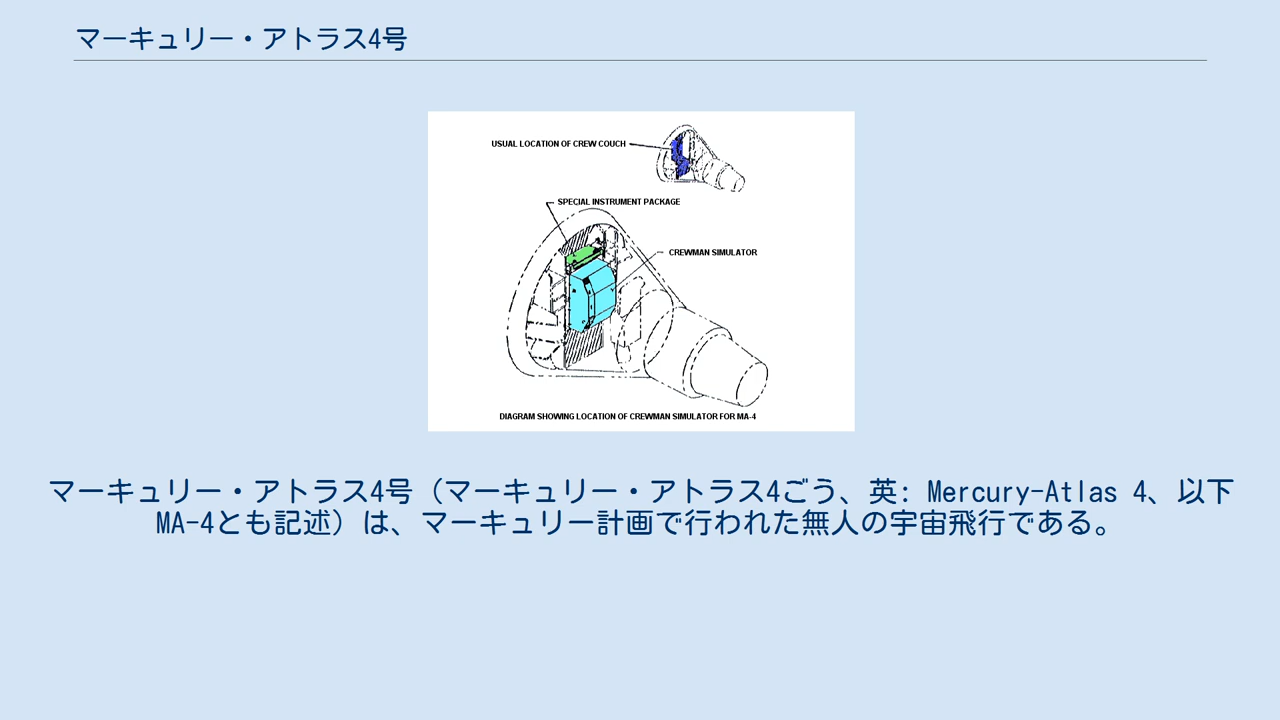 マーキュリー・アトラス4号
USUAL LOCATION OF CREW COUCH
SPECIAL INSTRUMENT PACKAGE
CREWMAN SIMULATOR
DIAGRAM SHOWING LOCATION OF CREWMAN SIMULATOR FOR MA-4
マーキュリー・アトラス4号（マーキュリー・アトラス4ごう、英: Mercury-Atlas 4、以下
MA-4とも記述）は、マーキュリー計画で行われた無人の宇宙飛行である。